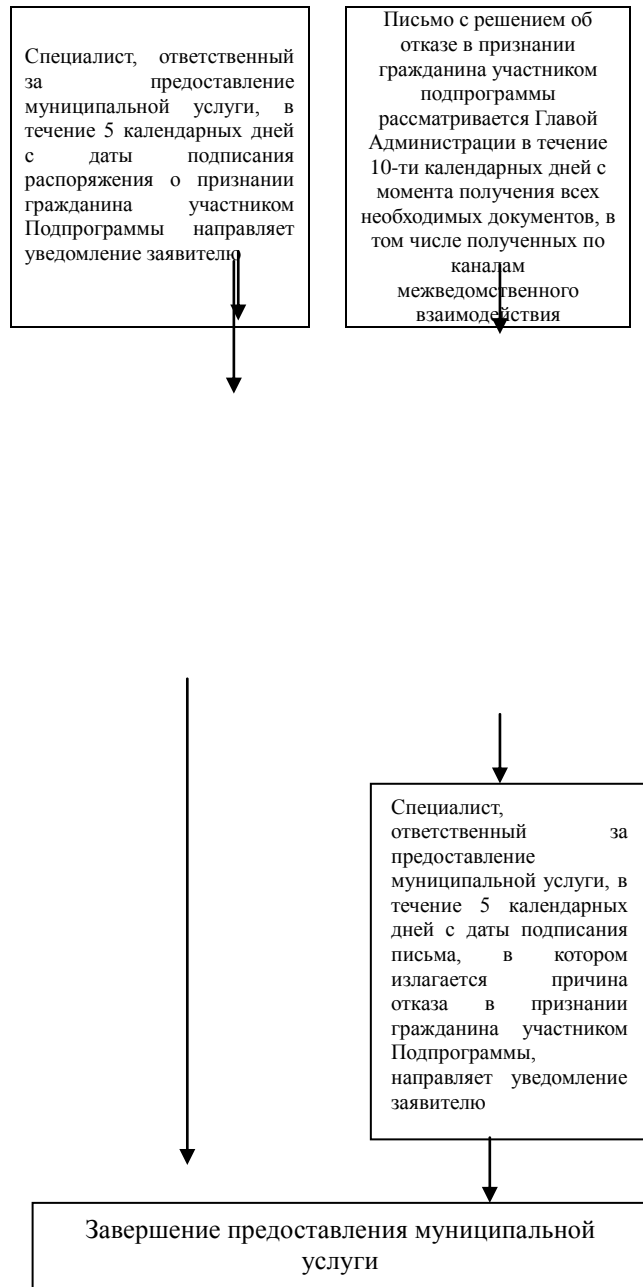 Специалист, ответственный
за предоставление
муниципальной услуги, в
течение 5 календарных дней
с даты подписания
распоряжения о признании
гражданина участником
Подпрограммы направляет
уведомление заявителю
Письмо с решением об
отказе в признании
гражданина участником
подпрограммы
рассматривается Главой
Администрации в течение
10-ти календарных дней с
момента получения всех
необходимых документов, в
том числе полученных по
каналам
межведомственного
взаимодействия
Специалист,
ответственный за
предоставление
муниципальной услуги, в
течение 5 календарных
дней с даты подписания
письма, в котором
излагается причина
отказа в признании
гражданина участником
Подпрограммы,
направляет уведомление
заявителю
Завершение предоставления муниципальной
услуги